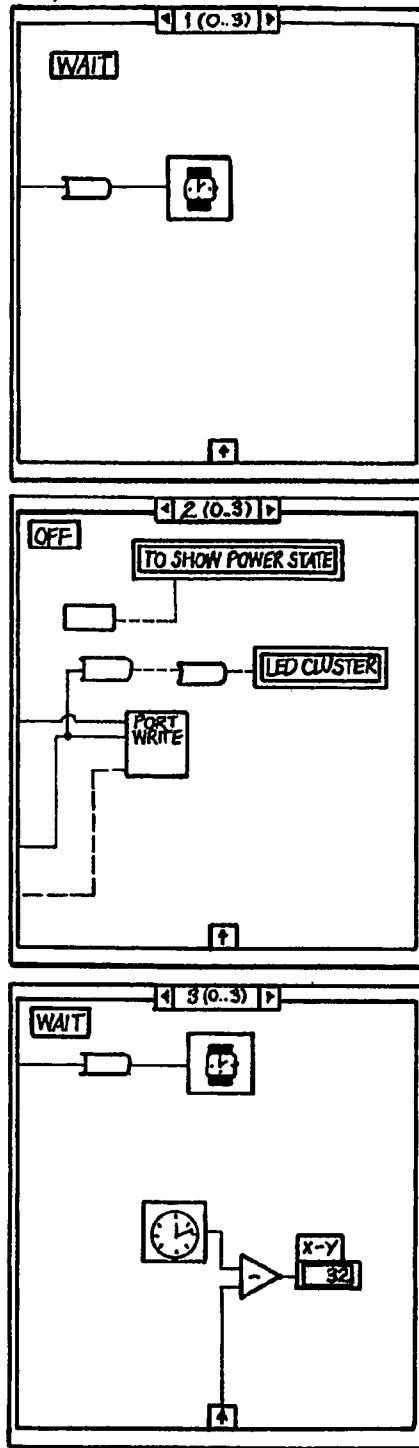 1 (0..3)
WAIT
2 (0..3)
OFF
TO SHOW POWER STATE
LED CLUSTER
PORT
WRITE
3 (0..3)
WAIT
x-y
32